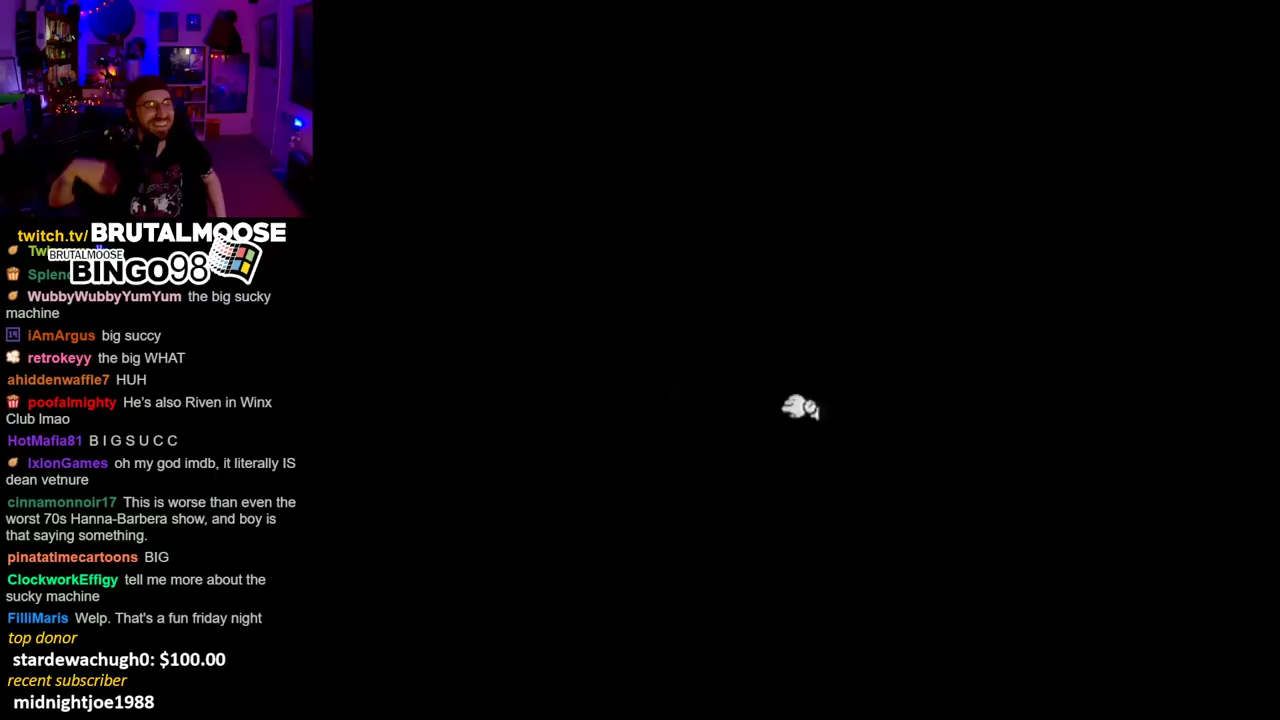 twitch.tv/BRUTALMOOSE
BRUTALMOOSE
BINGO98
WubbyWubbyYumYum the big sucky
machine
iAmArgus big succy
retrokeyy the big WHAT
ahiddenwaffle7 HUH
poofalmighty He's also Riven in Winx
Club lmao
HotMafia81 B I G S U C C
IxionGames oh my god imdb, it literally IS
dean vetnure
cinnamonnoir17 This is worse than even the
worst 70s Hanna-Barbera show, and boy is
that saying something.
pinatatimecartoons BIG
ClockworkEffigy tell me more about the
sucky machine
FilliMaris Welp. That's a fun friday night
top donor
stardewachugh0: $100.00
recent subscriber
midnightjoe1988